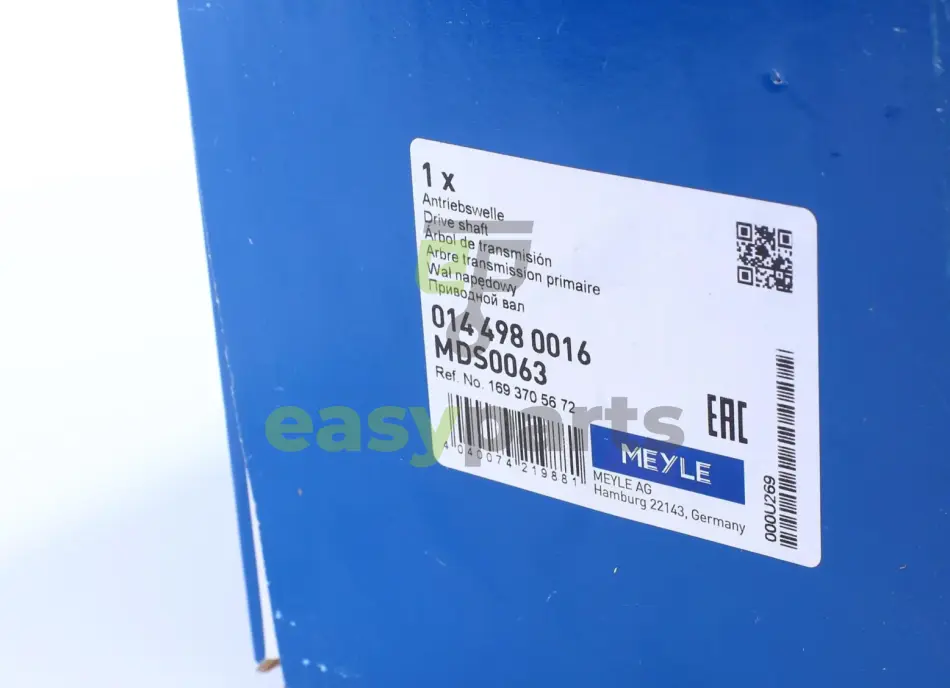 1 x
Antriebswelle
Drive shaft
Árbol de transmisión
Arbre transmission primaire
Wał napędowy
Приводной вал
014 498 0016
MDS0063
Ref. No. 169 370 56 72
4 040074 219881
EAC
MEYLE
MEYLE AG
Hamburg 22143, Germany
000U269
ep
easyparts